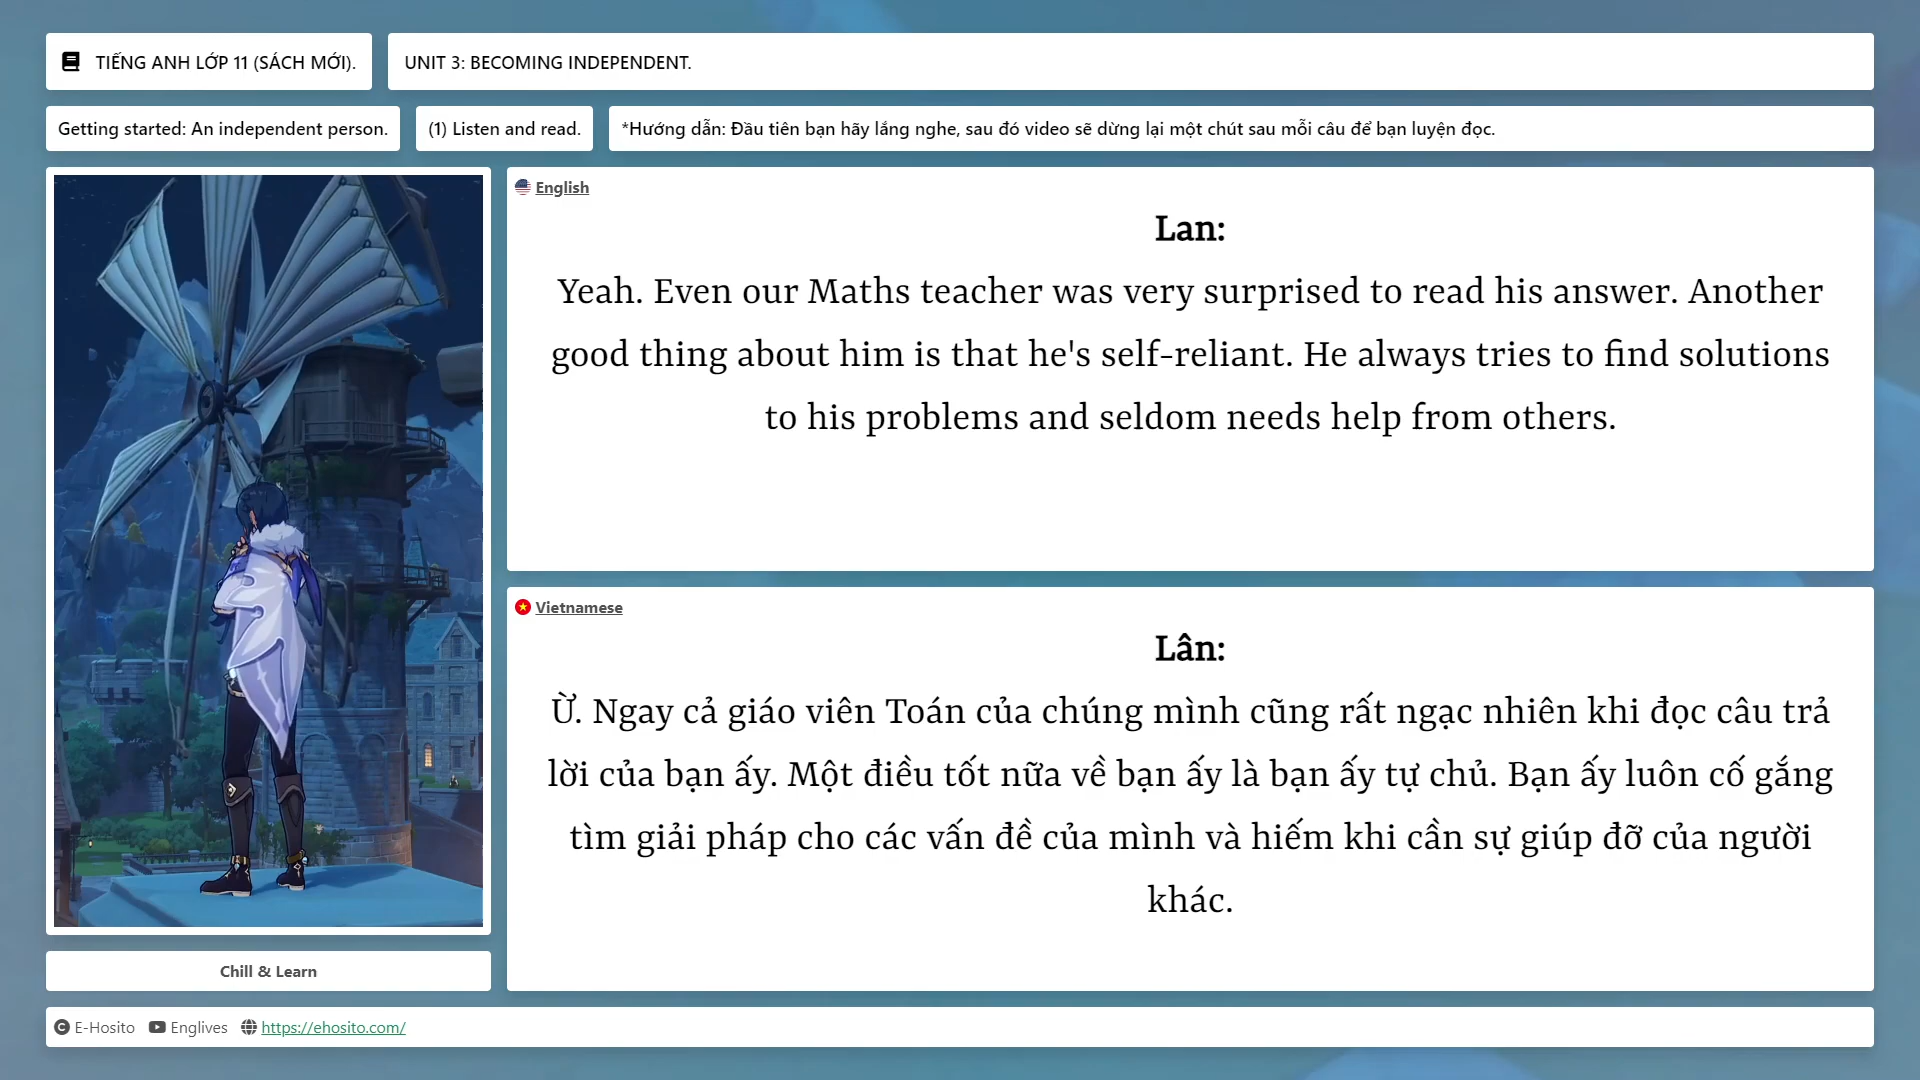 TIẾNG ANH LỚP 11 (SÁCH MỚI).
UNIT 3: BECOMING INDEPENDENT.
Getting started: An independent person.
(1) Listen and read.
*Hướng dẫn: Đầu tiên bạn hãy lắng nghe, sau đó video sẽ dừng lại một chút sau mỗi câu để bạn luyện đọc.
English
Lan:
Yeah. Even our Maths teacher was very surprised to read his answer. Another
good thing about him is that he's self-reliant. He always tries to find solutions
to his problems and seldom needs help from others.
Vietnamese
Lân:
Ừ. Ngay cả giáo viên Toán của chúng mình cũng rất ngạc nhiên khi đọc câu trả
lời của bạn ấy. Một điều tốt nữa về bạn ấy là bạn ấy tự chủ. Bạn ấy luôn cố gắng
tìm giải pháp cho các vấn đề của mình và hiếm khi cần sự giúp đỡ của người
khác.
Chill & Learn
E-Hosito Englives https://ehosito.com/